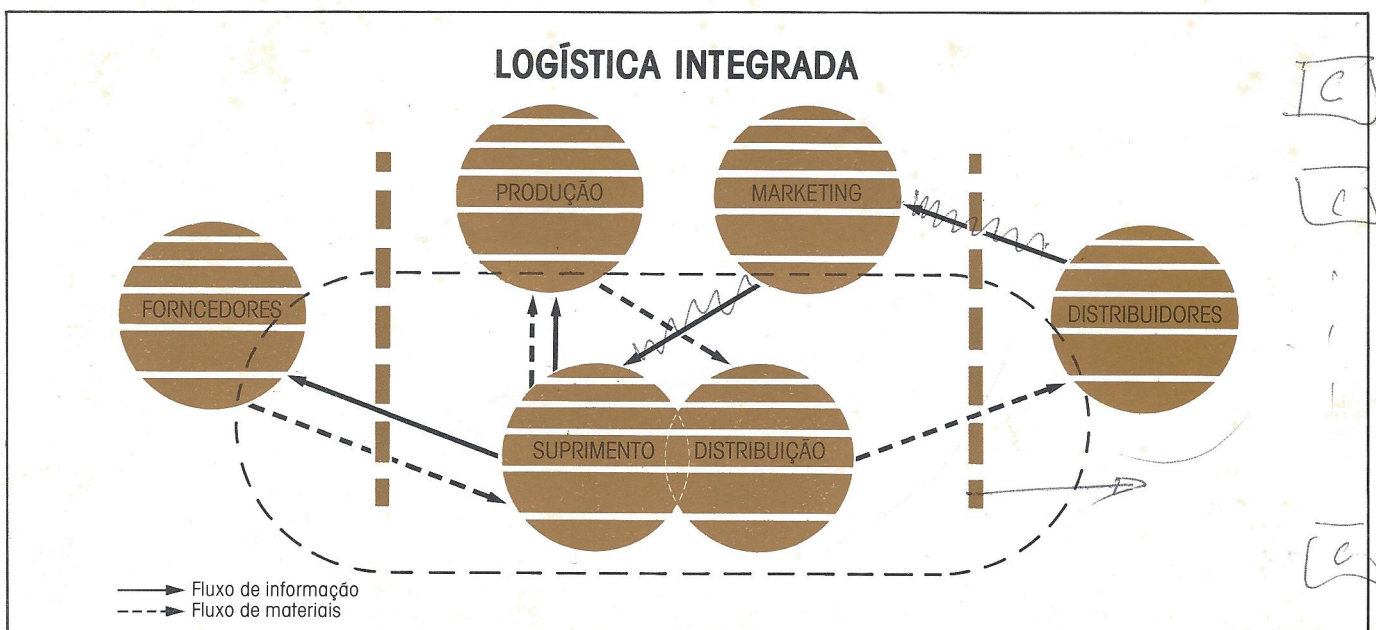 LOGÍSTICA INTEGRADA
PRODUÇÃO
MARKETING
FORNCEDORES
DISTRIBUIDORES
SUPRIMENTO
DISTRIBUIÇÃO
Fluxo de informação
Fluxo de materiais
C
C
C